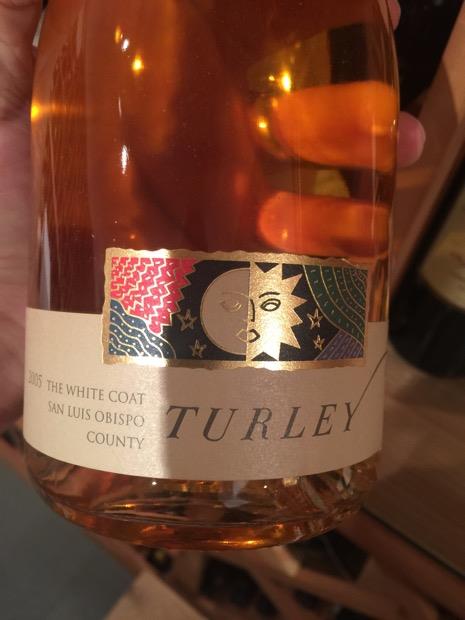 2005 THE WHITE COAT
SAN LUIS OBISPO
COUNTY
TURLEY